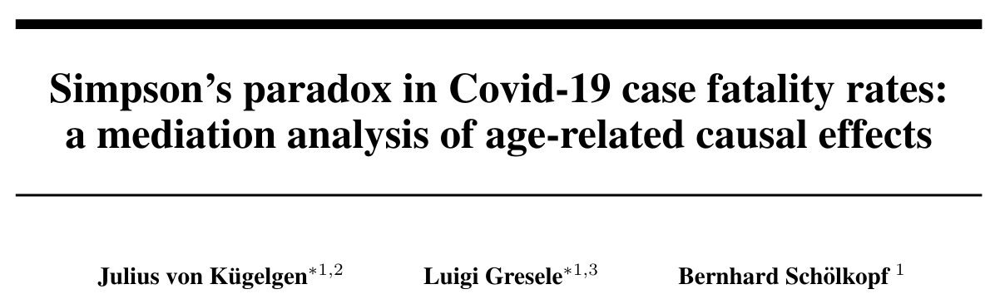 Simpson's paradox in Covid-19 case fatality rates:
a mediation analysis of age-related causal effects
Julius von Kügelgen*1,2 Luigi Gresele*1,3 Bernhard Schölkopf 1